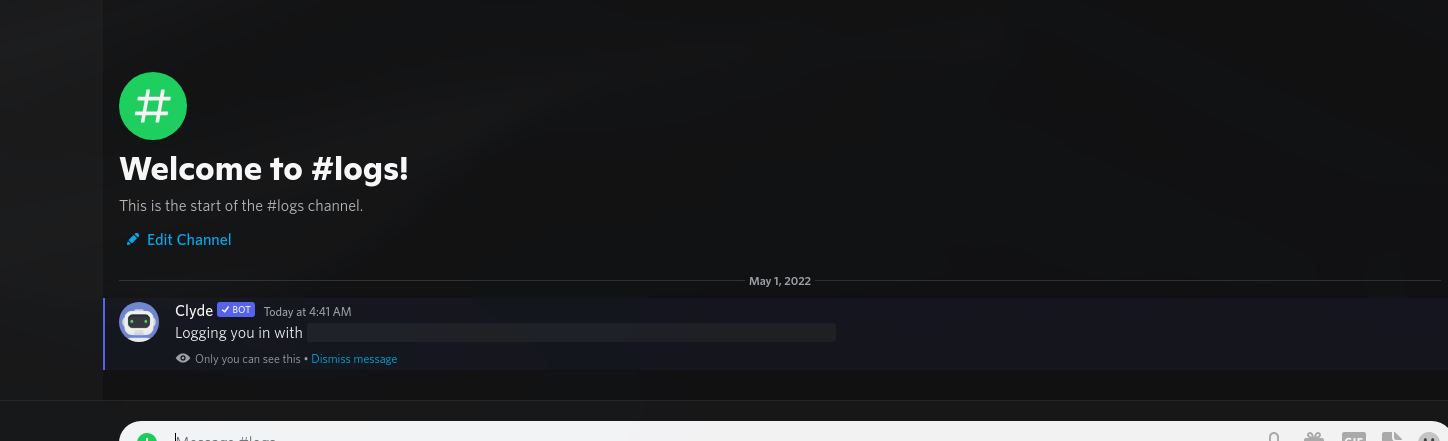 Welcome to #logs!
This is the start of the #logs channel.
Edit Channel
May 1, 2022
Clyde BOT Today at 4:41 AM
Logging you in with
Only you can see this • Dismiss message
Message #logs
GIF